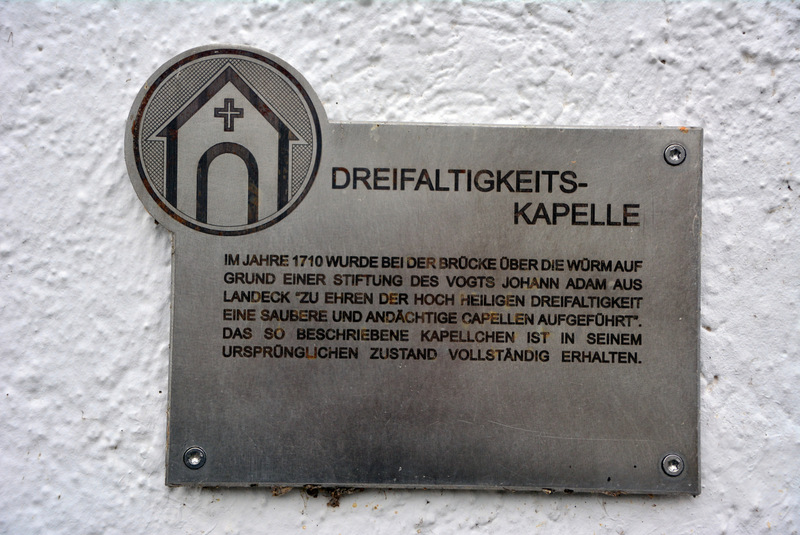 DREIFALTIGKEITS-
KAPELLE
IM JAHRE 1710 WURDE BEI DER BRÜCKE ÜBER DIE WÜRM AUF
GRUND EINER STIFTUNG DES VOGTS JOHANN ADAM AUS
LANDECK "ZU EHREN DER HOCH HEILIGEN DREIFALTIGKEIT
EINE SAUBERE UND ANDÄCHTIGE CAPELLEN AUFGEFÜHRT".
DAS SO BESCHRIEBENE KAPELLCHEN IST IN SEINEM
URSPRÜNGLICHEN ZUSTAND VOLLSTÄNDIG ERHALTEN.